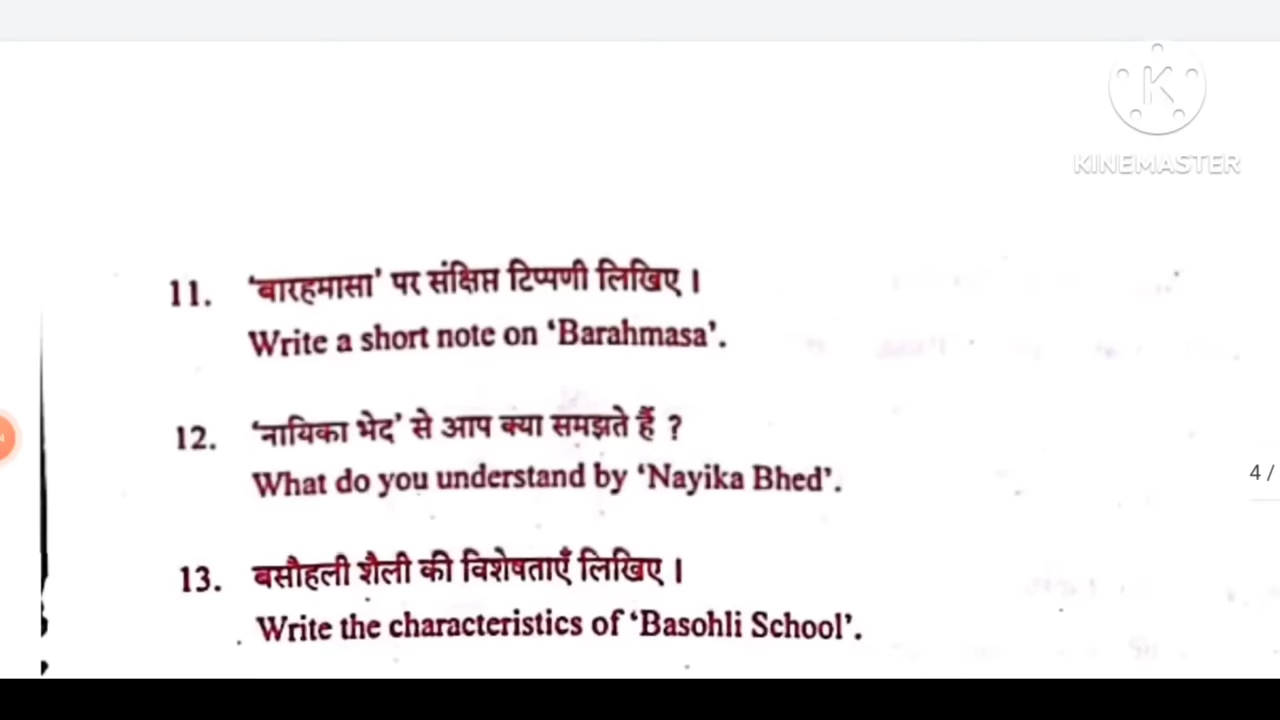 K
KINEMASTER
11. 'बारहमासा' पर संक्षिप्त टिप्पणी लिखिए ।
Write a short note on 'Barahmasa'.
12. 'नायिका भेद' से आप क्या समझते हैं ?
What do you understand by 'Nayika Bhed'.
4 /
13. बसौहली शैली की विशेषताएँ लिखिए ।
Write the characteristics of 'Basohli School'.